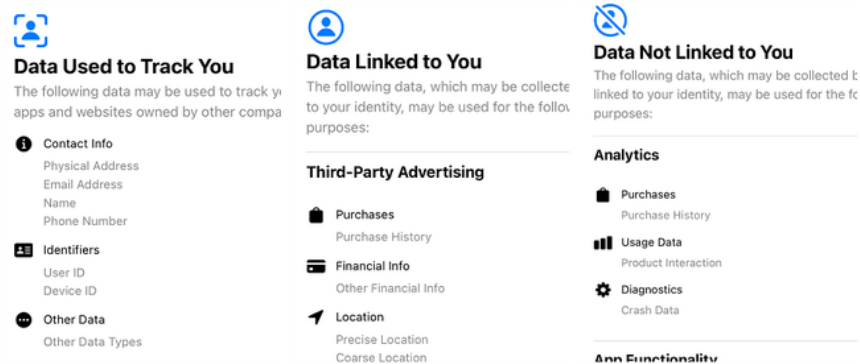 Data Used to Track You
The following data may be used to track
apps and websites owned by other
Contact Info
Physical Address
Email Address
Name
Phone Number
Identifiers
User ID
Device ID
Other Data
Other Data Types
Data Linked to You
The following data, which may be
to your identity, may be used for the
purposes:
Third-Party Advertising
Purchases
Purchase History
Financial Info
Other Financial Info
Location
Precise Location
Coarse Location
Data Not Linked to You
The following data, which may be collected
linked to your identity, may be used for the
purposes:
Analytics
Purchases
Purchase History
Usage Data
Product Interaction
Diagnostics
Crash Data
App Functionality